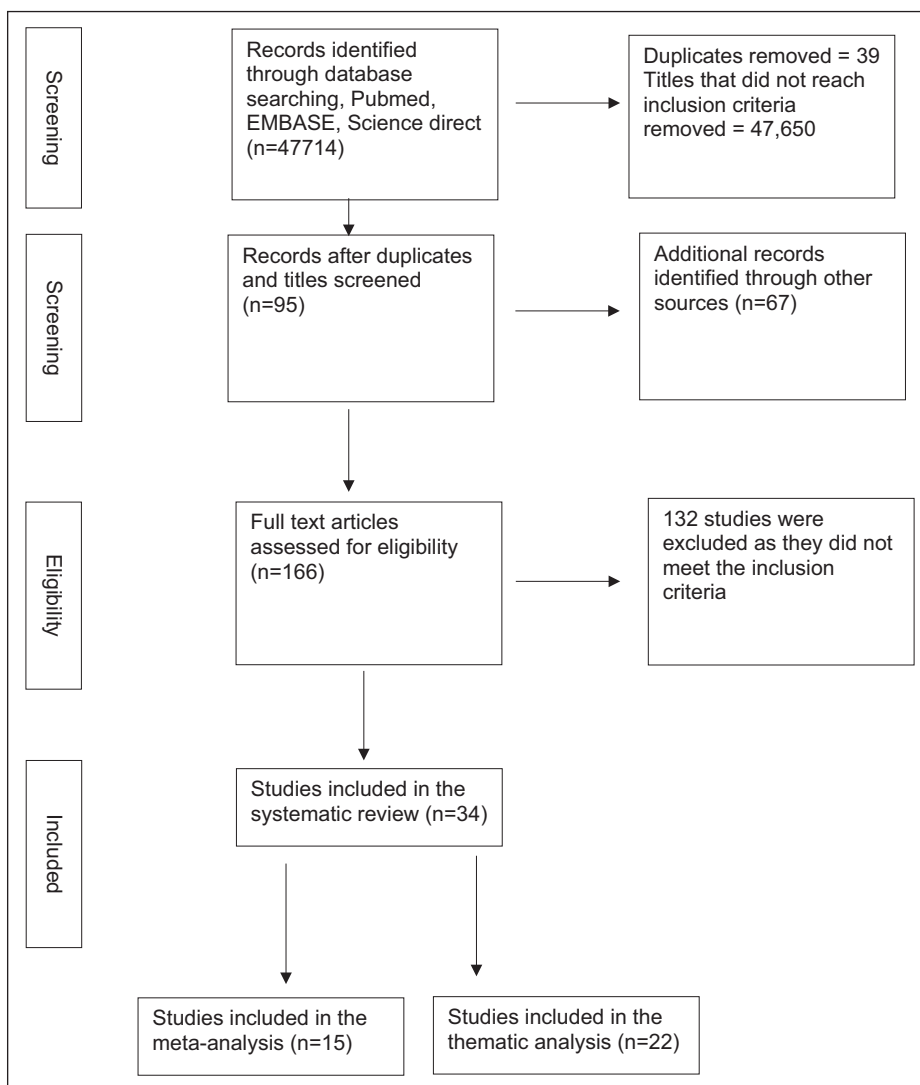 Screening
Records identified
through database
searching, Pubmed,
EMBASE, Science direct
(n=47714)
Duplicates removed = 39
Titles that did not reach
inclusion criteria
removed = 47,650
Screening
Records after duplicates
and titles screened
(n=95)
Additional records
identified through other
sources (n=67)
Eligibility
Full text articles
assessed for eligibility
(n=166)
132 studies were
excluded as they did not
meet the inclusion
criteria
Included
Studies included in the
systematic review (n=34)
Studies included in the
meta-analysis (n=15)
Studies included in the
thematic analysis (n=22)